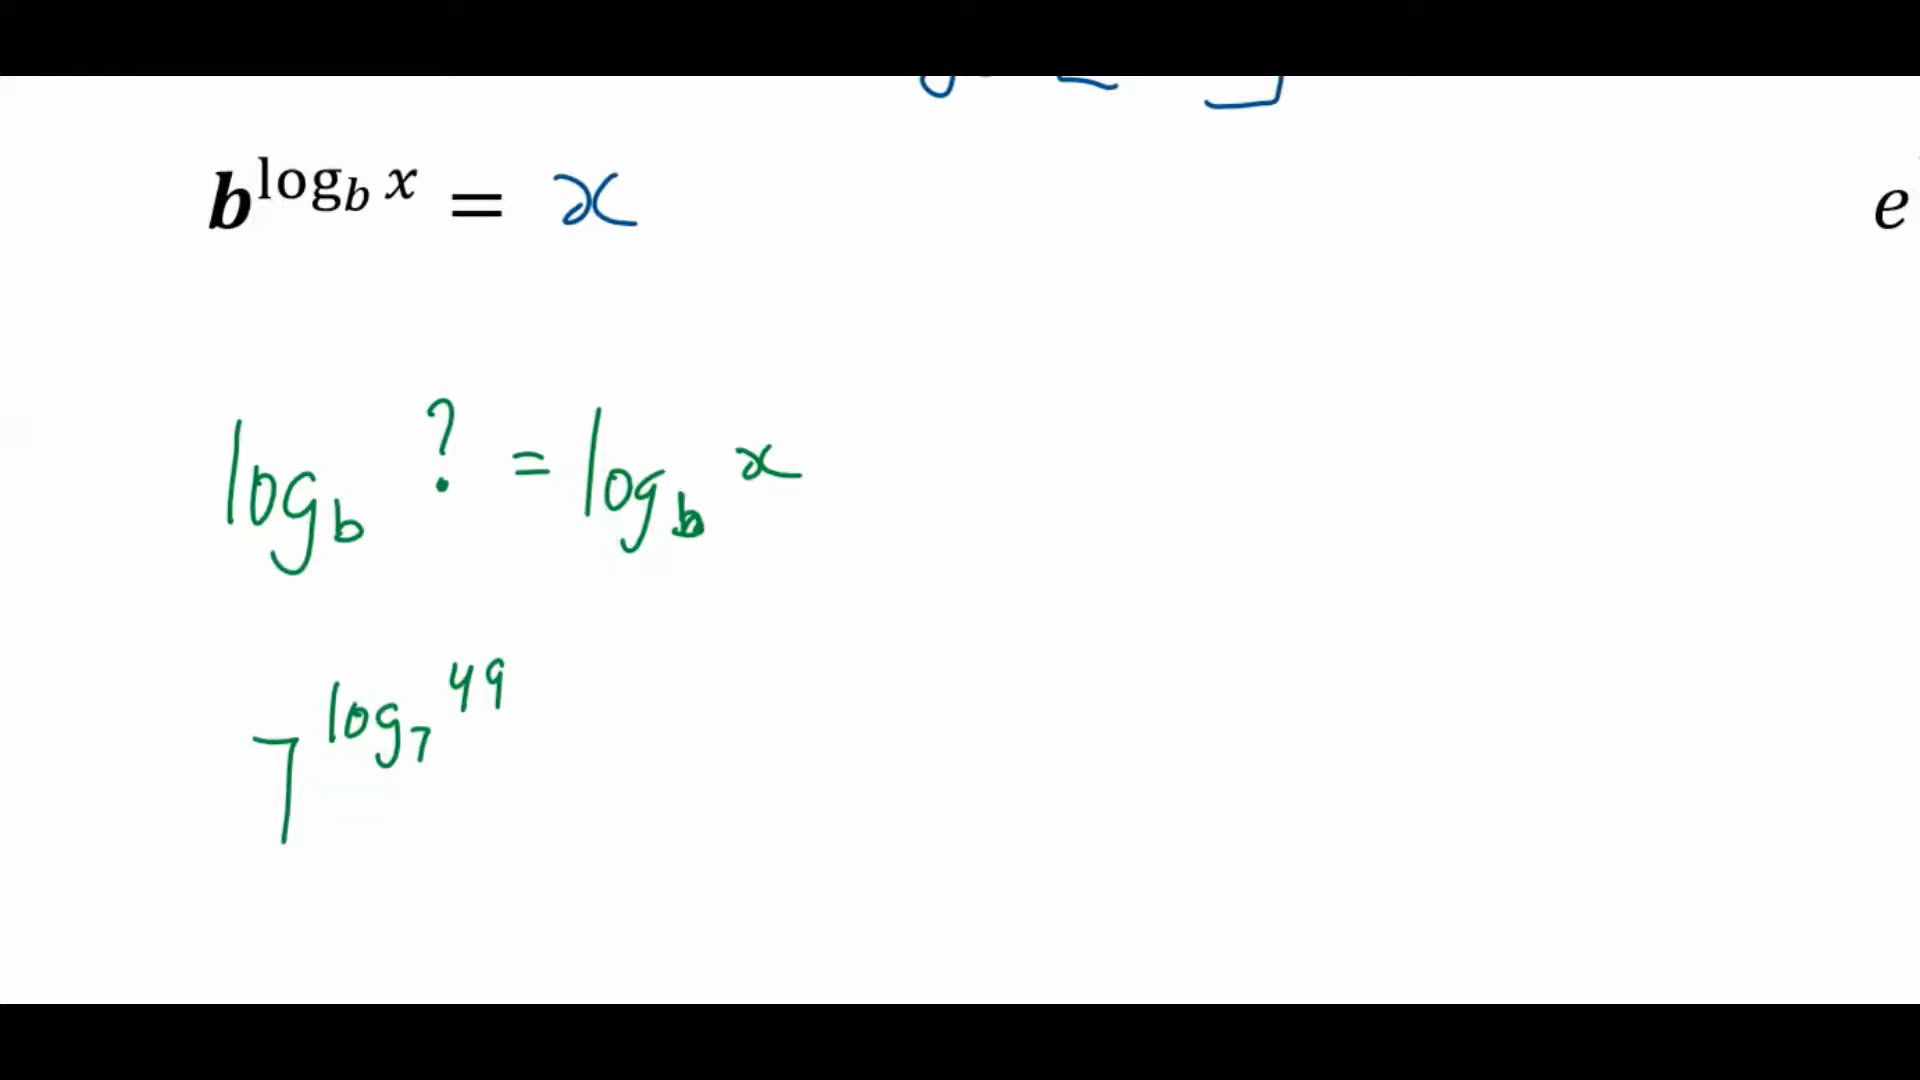 b^{log_b x} = x
e
log_b ? = log_b x
7^{log_7 49}